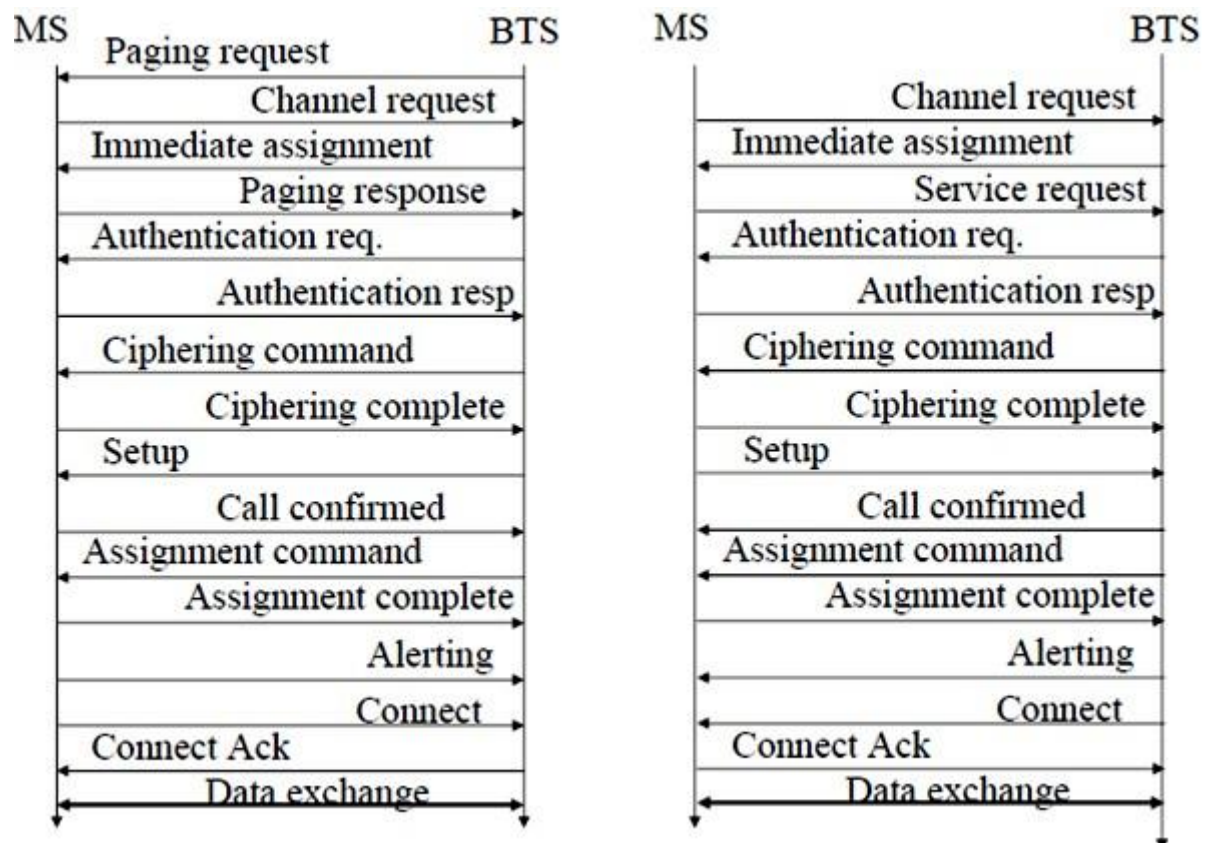 MS
BTS
Paging request
Channel request
Immediate assignment
Paging response
Authentication req.
Authentication resp
Ciphering command
Ciphering complete
Setup
Call confirmed
Assignment command
Assignment complete
Alerting
Connect
Connect Ack
Data exchange
MS
BTS
Channel request
Immediate assignment
Service request
Authentication req.
Authentication resp
Ciphering command
Ciphering complete
Setup
Call confirmed
Assignment command
Assignment complete
Alerting
Connect
Connect Ack
Data exchange